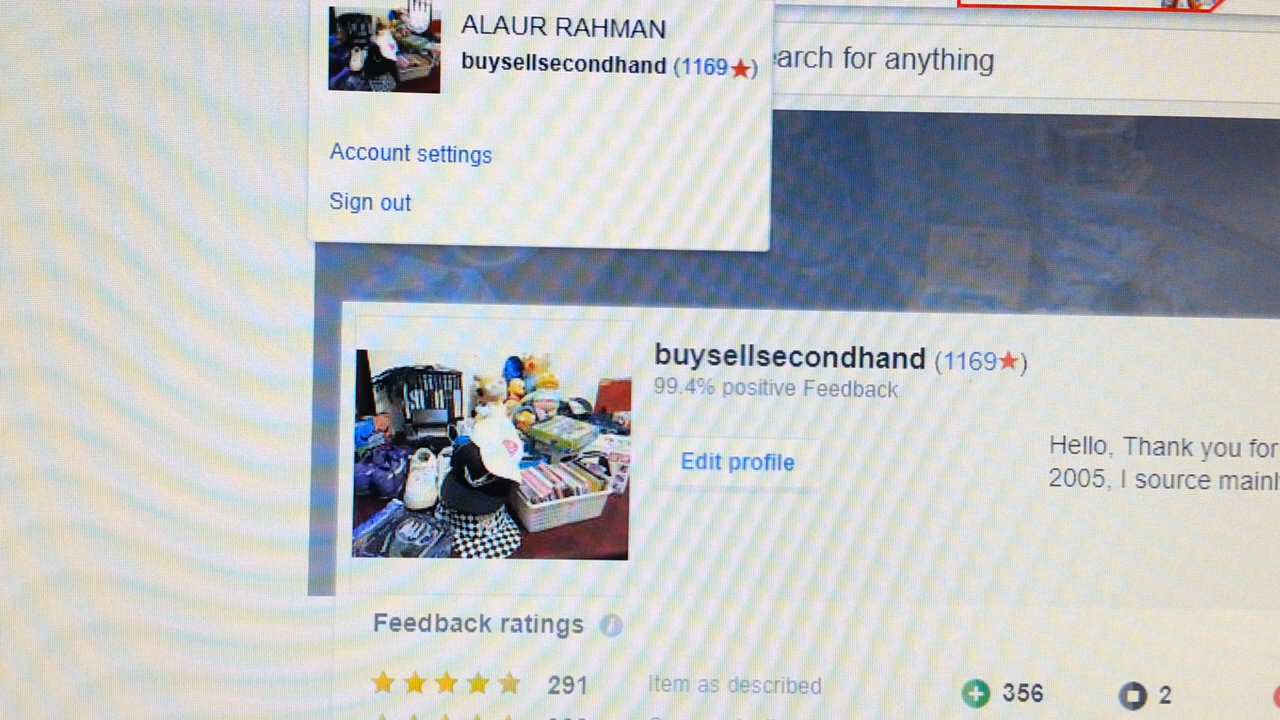 ALAUR RAHMAN
buysellsecondhand (1169★)
earch for anything
Account settings
Sign out
buysellsecondhand (1169★)
99.4% positive Feedback
Edit profile
Hello, Thank you for
2005, I source mainl
Feedback ratings
291
Item as described
356
2